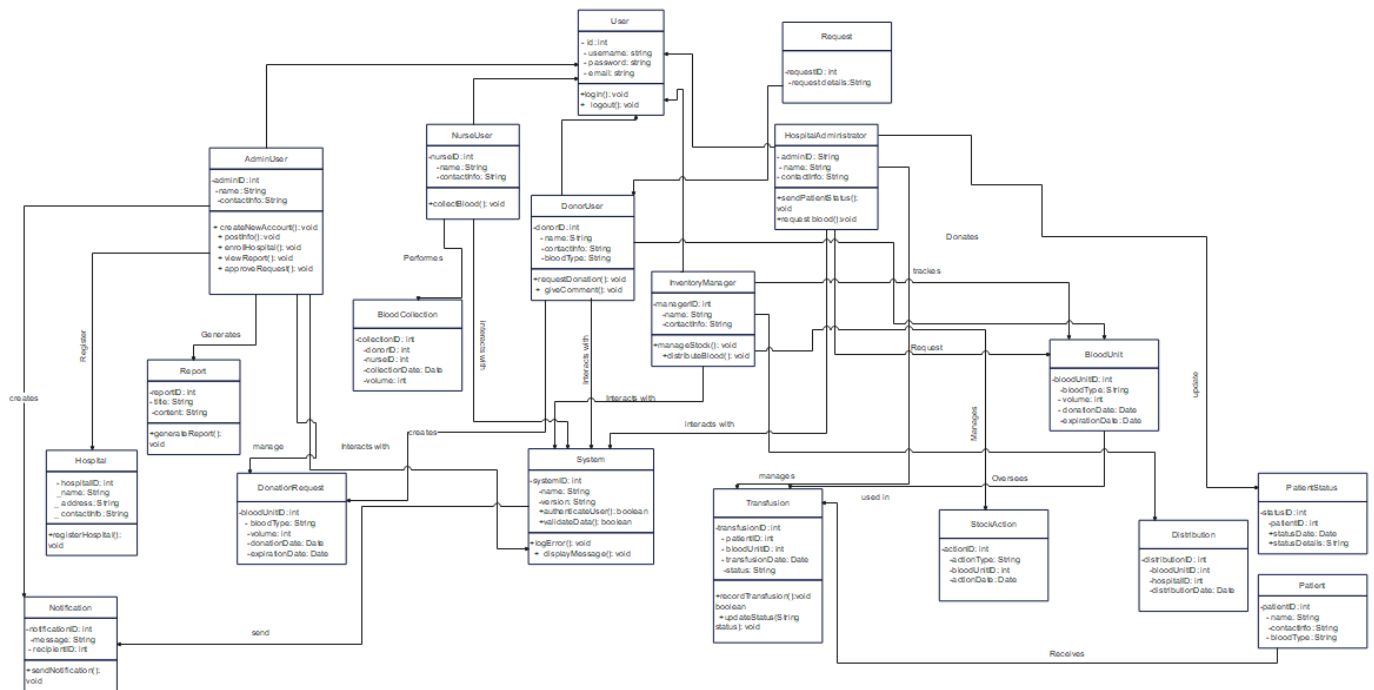 User
- id: int
- username: string
- password: string
- email: string
+login(): void
+ logout(): void
Request
-requestID: int
-request details:String
NurseUser
-nurseID: int
-name: String
-contactInfo: String
+collectBlood(): void
HospitalAdministrator
- adminID: String
- name: String
- contactInfo: String
+sendPatientStatus():
void
+request blood():void
AdminUser
-adminID: int
-name: String
-contactInfo: String
+ createNewAccount(): void
+ postInfo(): void
+ enrollHospital(): void
+ viewReport(): void
+ approveRequest(): void
DonorUser
-donorID: int
- name: String
-contactInfo: String
-bloodType: String
+requestDonation(): void
+ giveComment(): void
Donates
Performes
trackes
InventoryManager
-managerID: int
-name: String
-contactInfo: String
+manageStock(): void
+distributeBlood(): void
BloodCollection
-collectionID: int
-donorID: int
-nurseID: int
-collectionDate: Date
-volume: int
Generates
Register
interacts with
Interacts with
Request
BloodUnit
-bloodUnitID: int
-bloodType: String
- volume: int
- donationDate: Date
-expirationDate: Date
Report
-reportID: int
- title: String
-content: String
+generateReport():
void
creates
update
Interacts with
Manages
Interacts with
creates
manage
Interacts with
Hospital
- hospitalID: int
_name: String
_ address: String
_ contactInfo: String
+registerHospital():
void
System
-systemID: int
-name: String
-version: String
+authenticateUser(): boolean
+validateData(): boolean
+logError(): void
+ displayMessage(): void
DonationRequest
-bloodUnitID: int
- bloodType: String
-volume: int
-donationDate: Date
-expirationDate: Date
manages
used in
Oversees
Transfusion
-transfusionID: int
- patientID: int
- bloodUnitID: int
- transfusionDate: Date
-status: String
+recordTransfusion():void
boolean
+updateStatus(String
status): void
StockAction
-actionID: int
-actionType: String
-bloodUnitID: int
-actionDate: Date
Distribution
-distributionID: int
-bloodUnitID: int
-hospitalID: int
-distributionDate: Date
PatientStatus
-statusID: int
-patientID: int
+statusDate: Date
+statusDetails: String
Patient
-patientID: int
- name: String
-contactInfo: String
- bloodType: String
Notification
-notificationID: int
-message: String
- recipientID: int
+sendNotification():
void
send
Receives